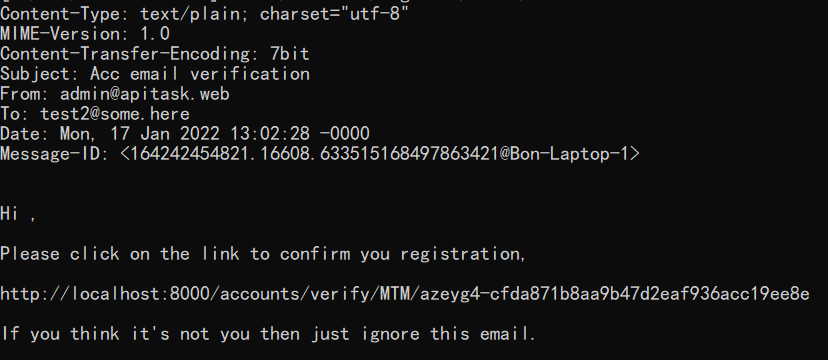 Content-Type: text/plain; charset="utf-8"
MIME-Version: 1.0
Content-Transfer-Encoding: 7bit
Subject: Acc email verification
From: admin@apitask.web
To: test2@some.here
Date: Mon, 17 Jan 2022 13:02:28 -0000
Message-ID: <164242454821.16608.633515168497863421@Bon-Laptop-1>
Hi ,
Please click on the link to confirm you registration,
http://localhost:8000/accounts/verify/MTM/azeyg4-cfda871b8aa9b47d2eaf936acc19ee8e
If you think it's not you then just ignore this email.